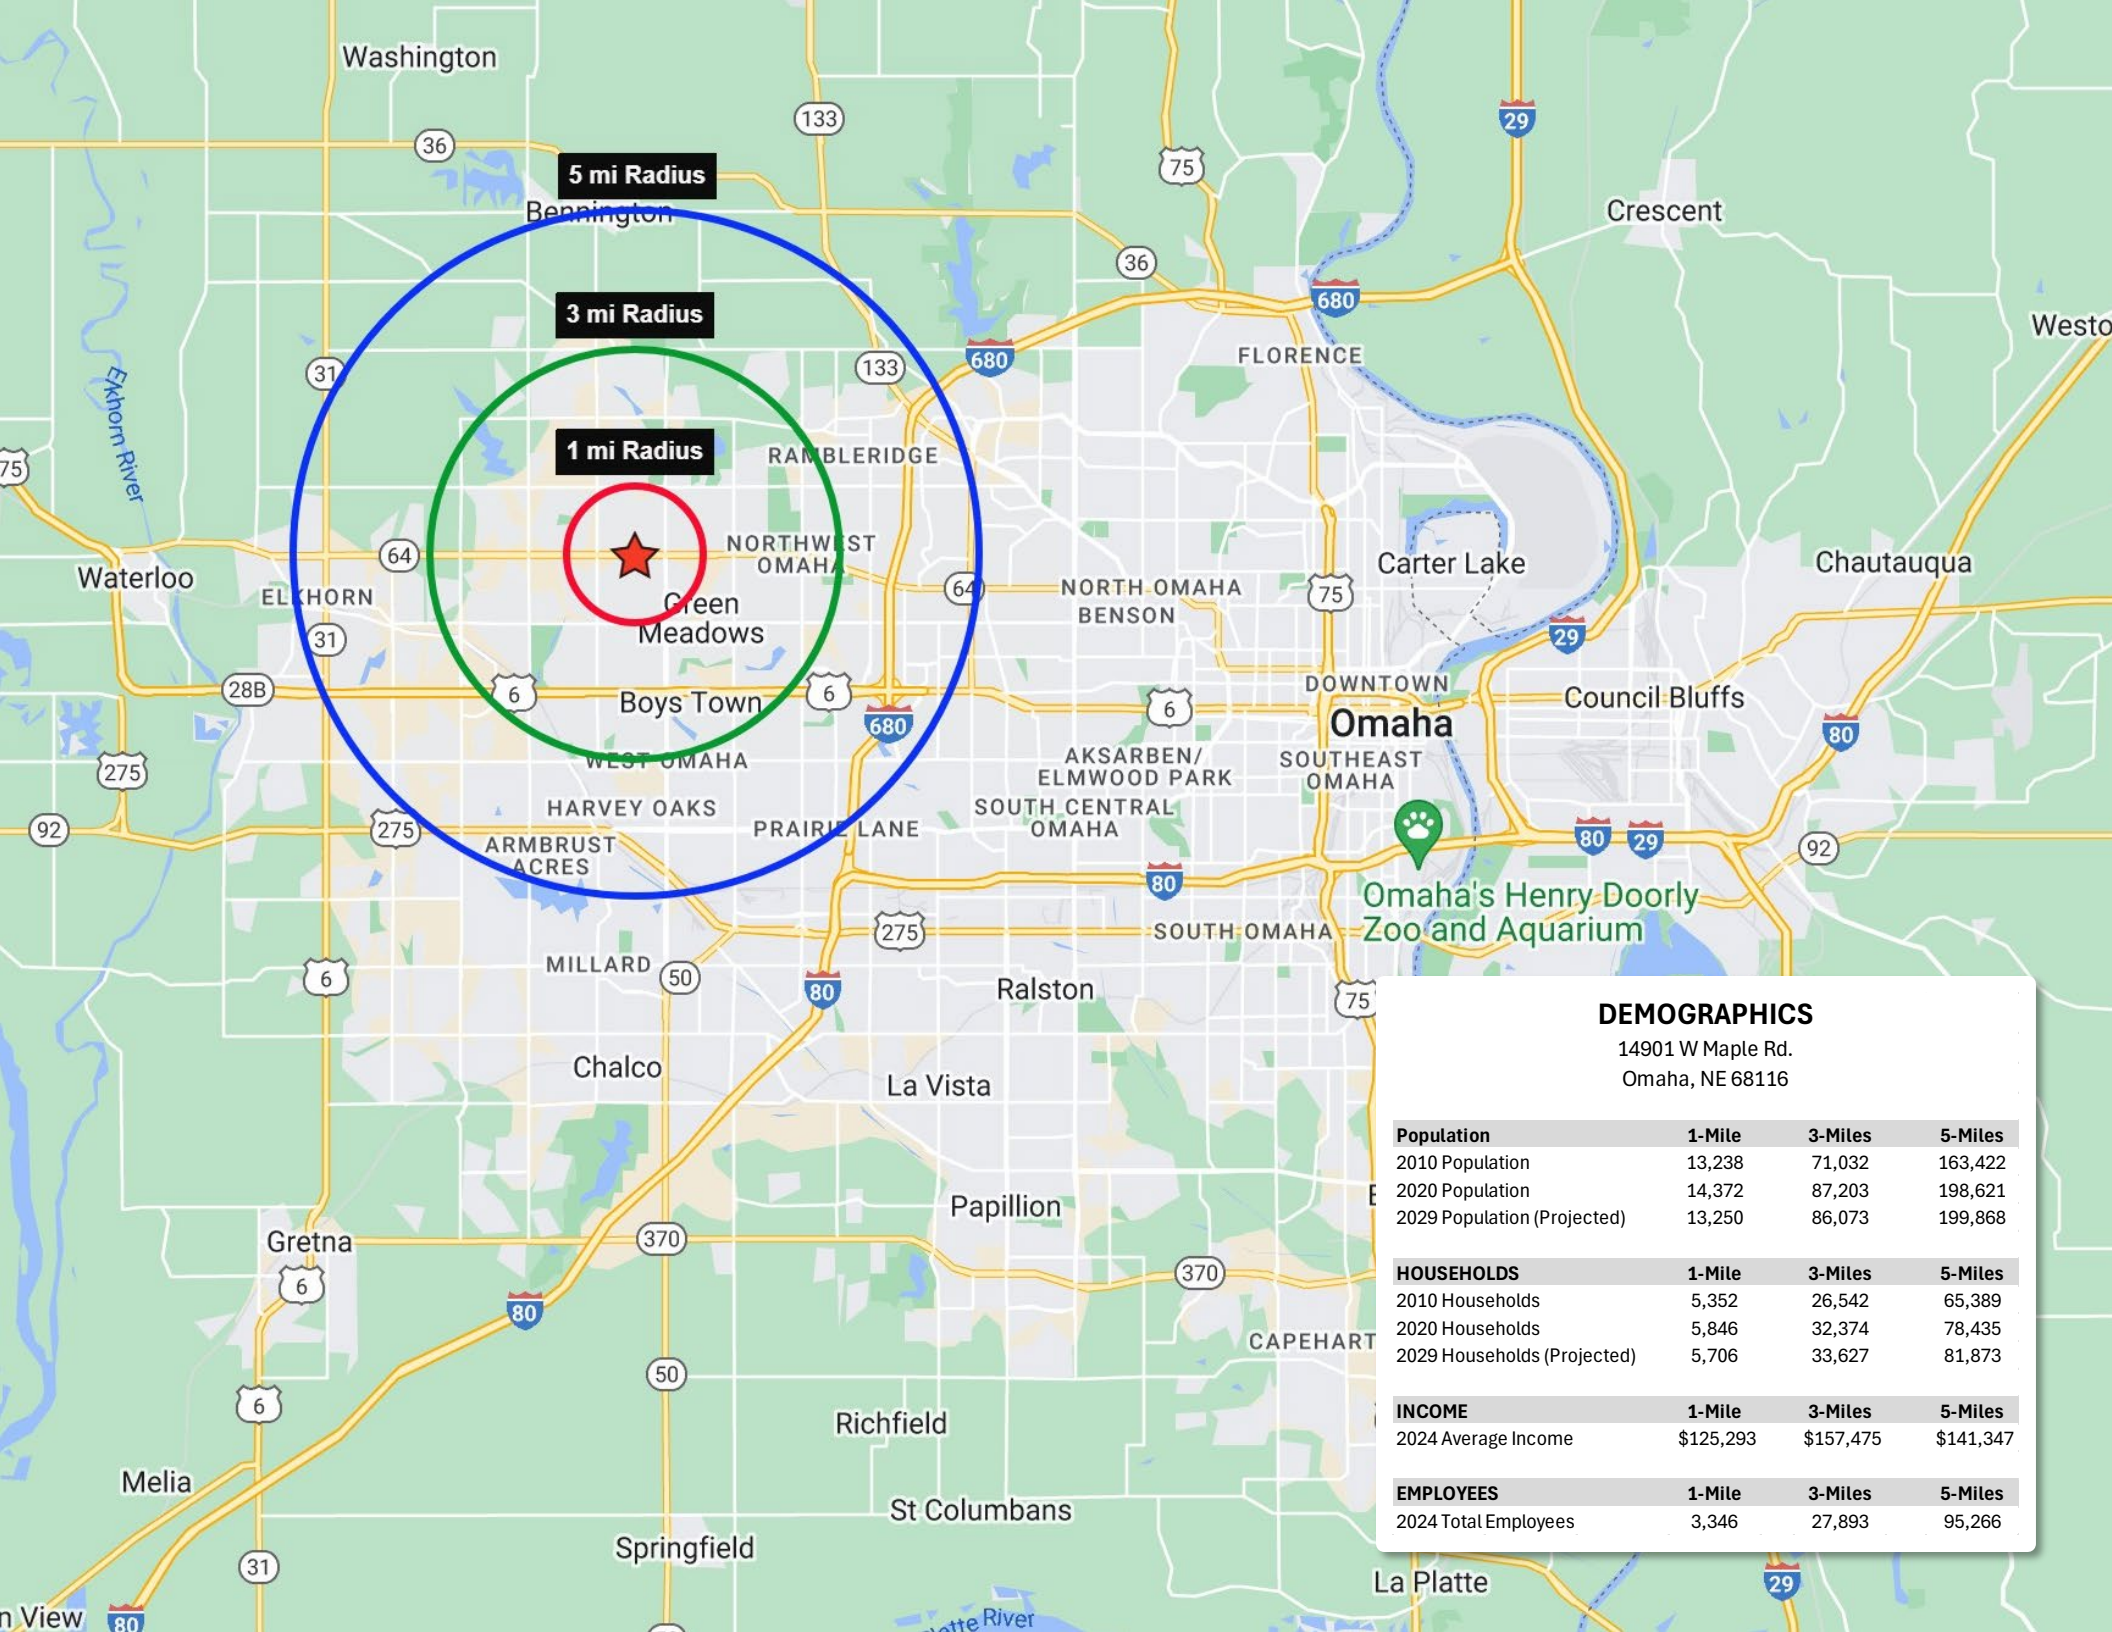 Washington
133
29
36
75
5 mi Radius
Bennington
Crescent
36
680
3 mi Radius
Westo
FLORENCE
680
133
31
Elkhorn River
1 mi Radius
RAMBLERIDGE
75
NORTHWEST
OMAHA
64
Waterloo
ELKHORN
Green
Meadows
64
NORTH OMAHA
BENSON
75
Carter Lake
Chautauqua
29
31
28B
6
Boys Town
6
680
6
DOWNTOWN
Omaha
Council Bluffs
80
WEST OMAHA
AKSARBEN/
ELMWOOD PARK
SOUTHEAST
OMAHA
275
HARVEY OAKS
SOUTH CENTRAL
OMAHA
92
275
PRAIRIE LANE
ARMBRUST
ACRES
80
29
92
80
Omaha's Henry Doorly
Zoo and Aquarium
275
SOUTH OMAHA
MILLARD
50
6
80
Ralston
75
Chalco
La Vista
Papillion
Gretna
370
6
370
80
CAPEHART
50
6
Richfield
Melia
St Columbans
Springfield
31
La Platte
29
n View
80
tte River
DEMOGRAPHICS
14901 W Maple Rd.
Omaha, NE 68116
Population 1-Mile 3-Miles 5-Miles
2010 Population 13,238 71,032 163,422
2020 Population 14,372 87,203 198,621
2029 Population (Projected) 13,250 86,073 199,868
HOUSEHOLDS 1-Mile 3-Miles 5-Miles
2010 Households 5,352 26,542 65,389
2020 Households 5,846 32,374 78,435
2029 Households (Projected) 5,706 33,627 81,873
INCOME 1-Mile 3-Miles 5-Miles
2024 Average Income $125,293 $157,475 $141,347
EMPLOYEES 1-Mile 3-Miles 5-Miles
2024 Total Employees 3,346 27,893 95,266